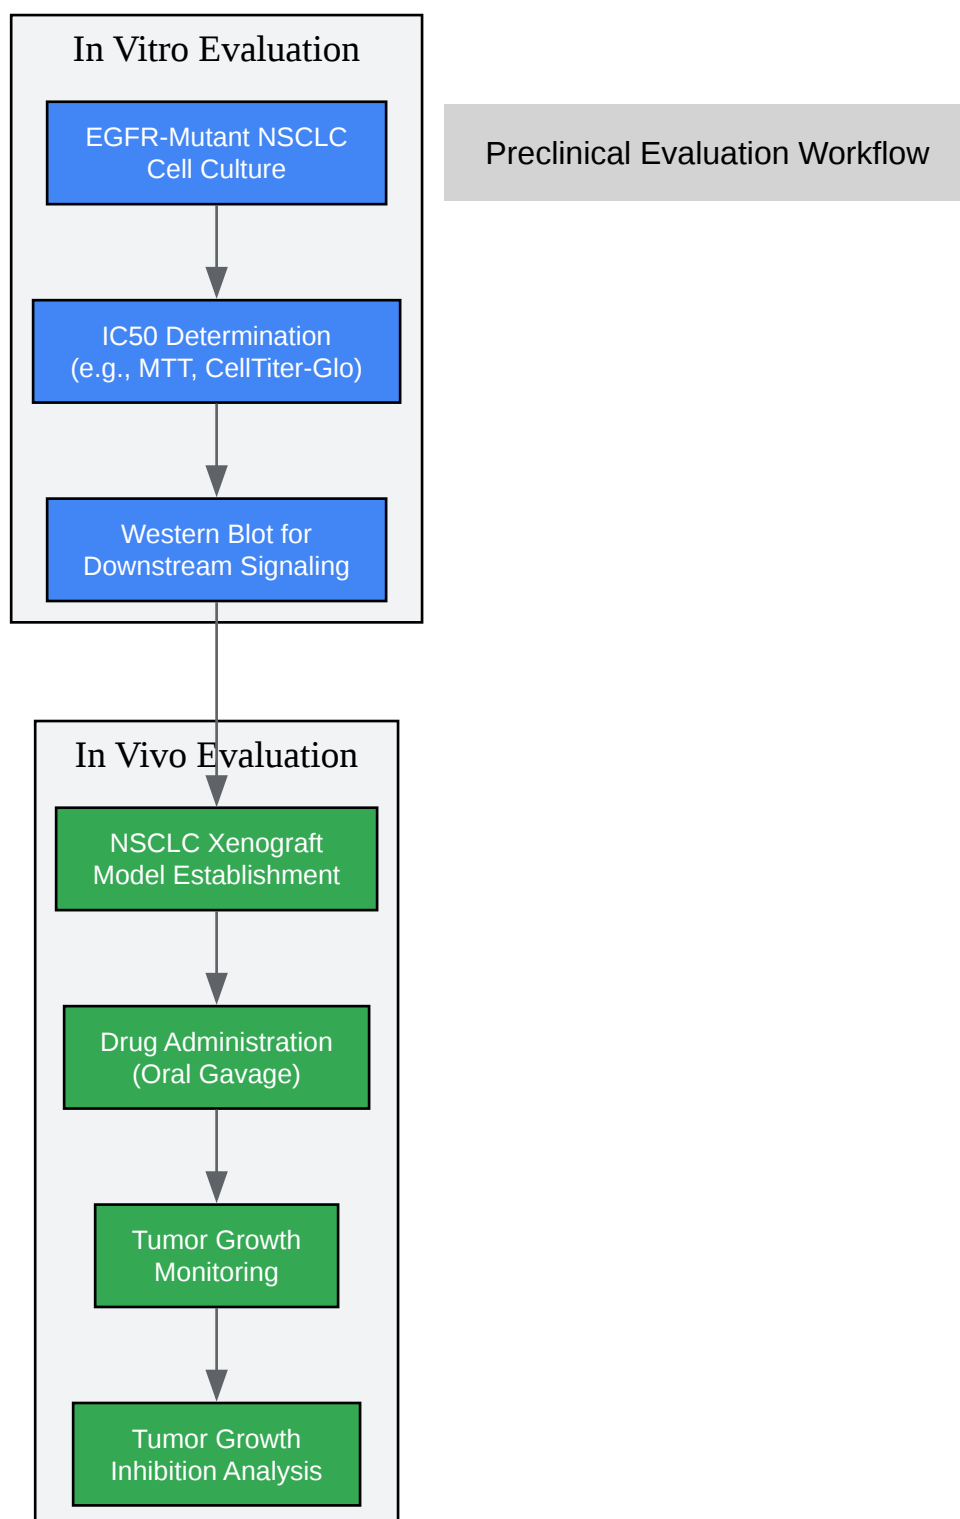 In Vitro Evaluation
EGFR-Mutant NSCLC
Cell Culture
Preclinical Evaluation Workflow
IC50 Determination
(e.g., MTT, CellTiter-Glo)
Western Blot for
Downstream Signaling
In Vivo Evaluation
NSCLC Xenograft
Model Establishment
Drug Administration
(Oral Gavage)
Tumor Growth
Monitoring
Tumor Growth
Inhibition Analysis